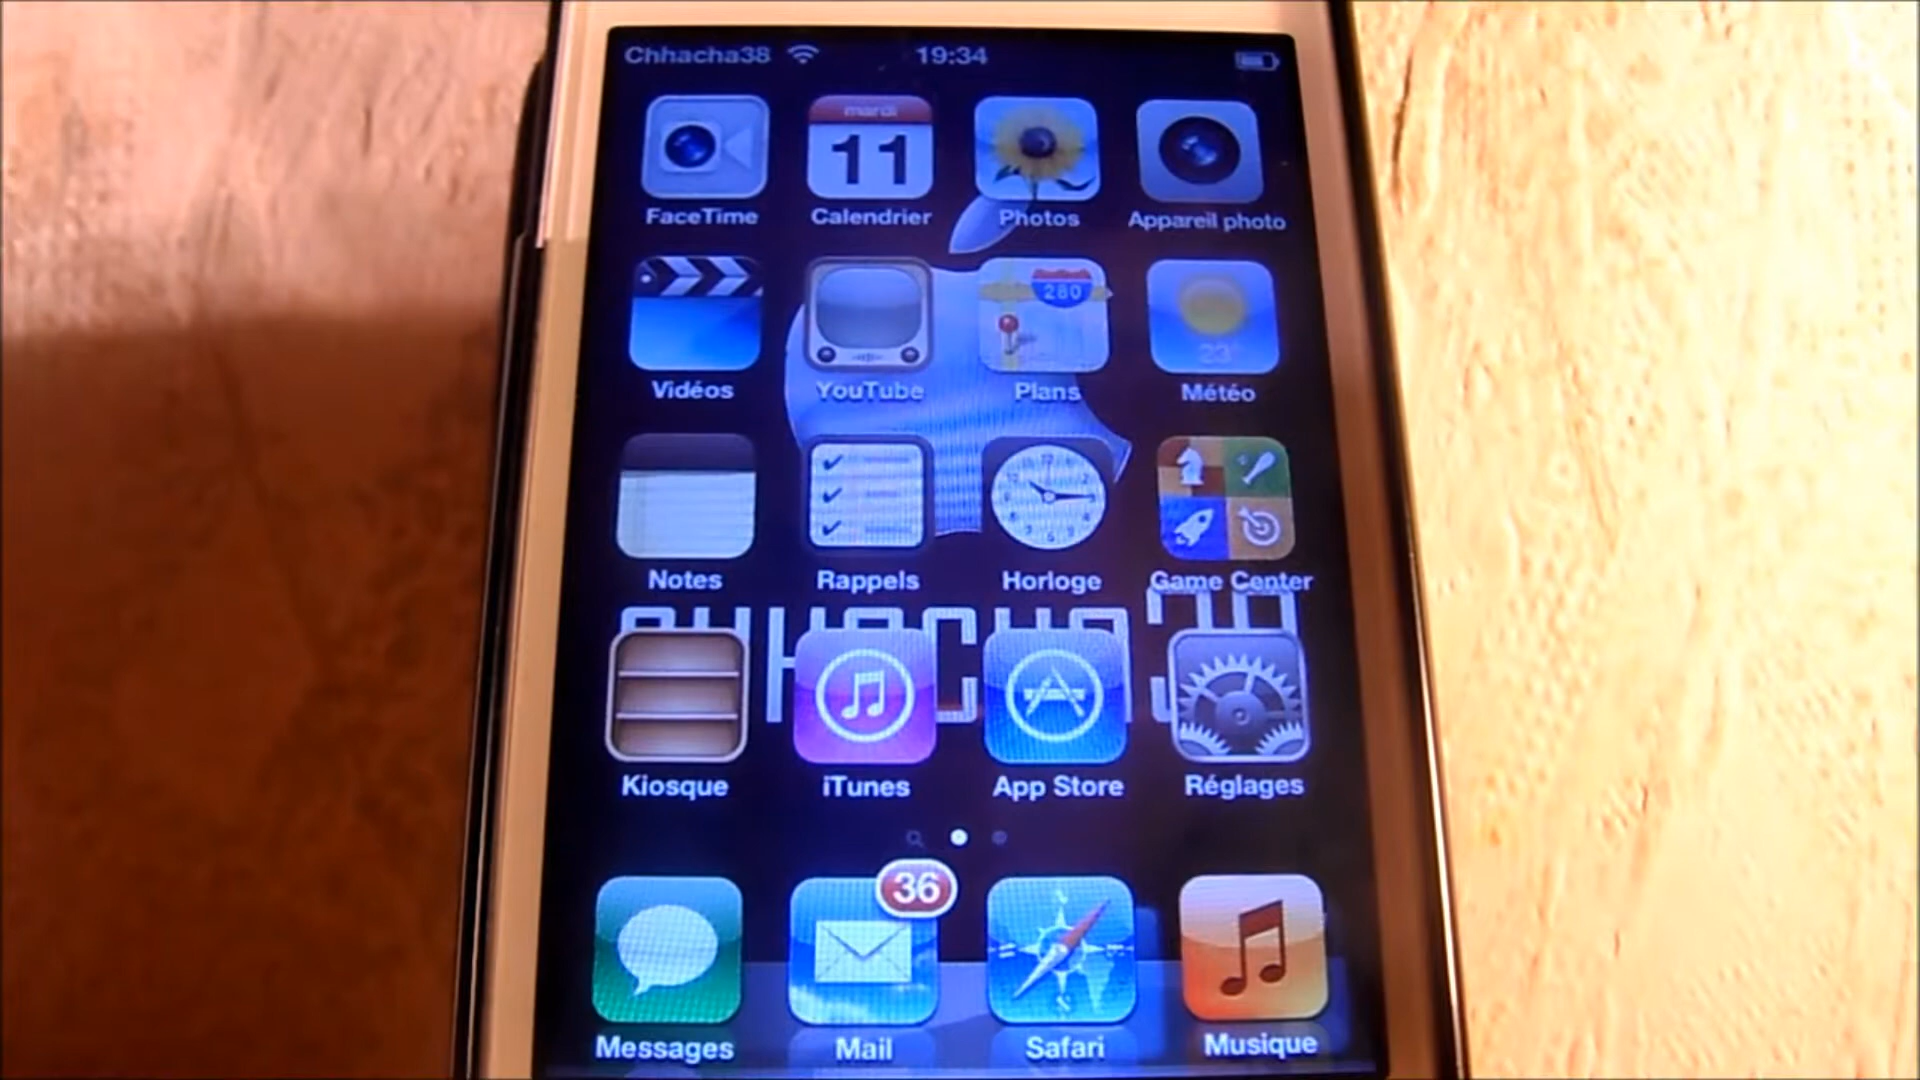 Chhacha38 19:34
mardi
11
FaceTime Calendrier Photos Appareil photo
280
23°
Vidéos YouTube Plans Météo
Notes Rappels Horloge Game Center
Kiosque iTunes App Store Réglages
36
Messages Mail Safari Musique